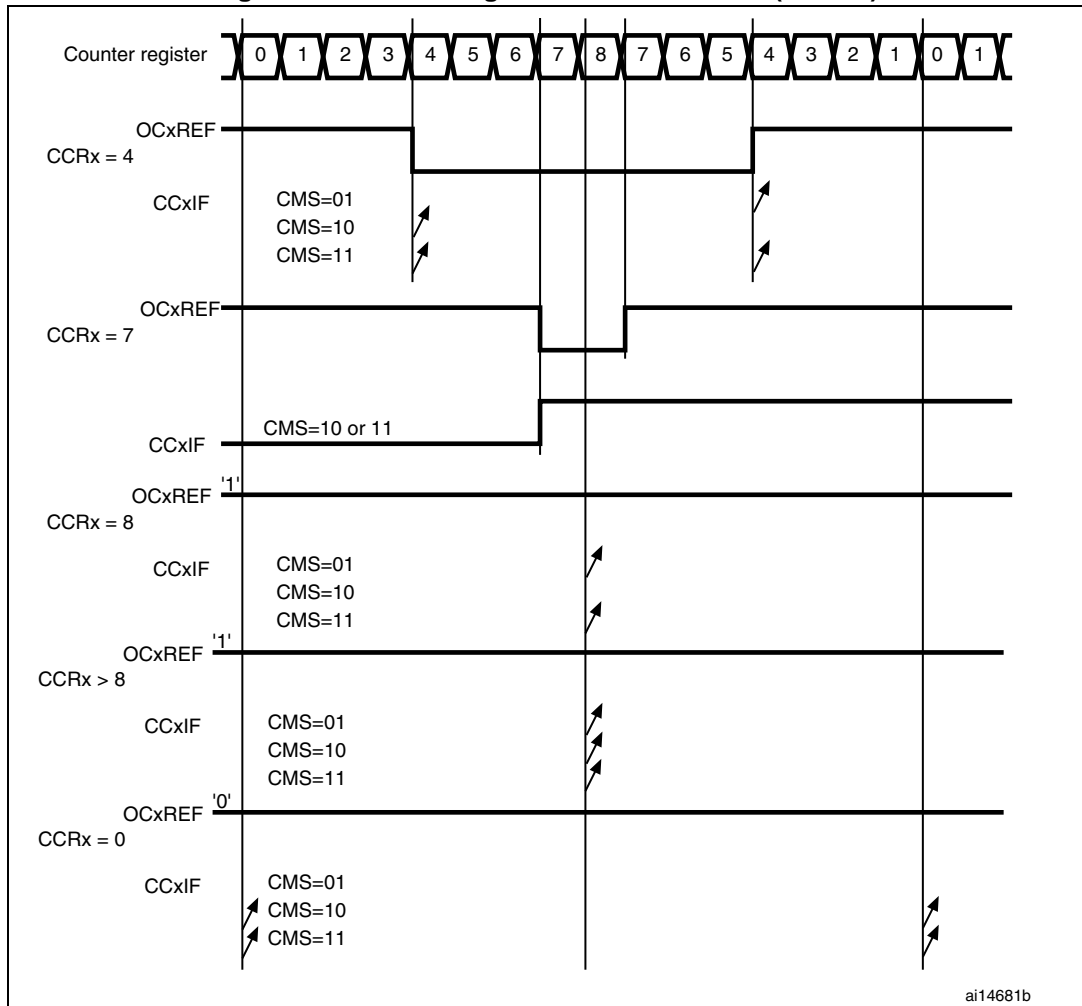 Counter register 0 1 2 3 4 5 6 7 8 7 6 5 4 3 2 1 0 1
OCxREF
CCRx = 4
CCxIF
CMS=01
CMS=10
CMS=11
OCxREF
CCRx = 7
CMS=10 or 11
CCxIF
'1'
OCxREF
CCRx = 8
CCxIF
CMS=01
CMS=10
CMS=11
'1'
OCxREF
CCRx > 8
CCxIF
CMS=01
CMS=10
CMS=11
'0'
OCxREF
CCRx = 0
CCxIF
CMS=01
CMS=10
CMS=11
ai14681b